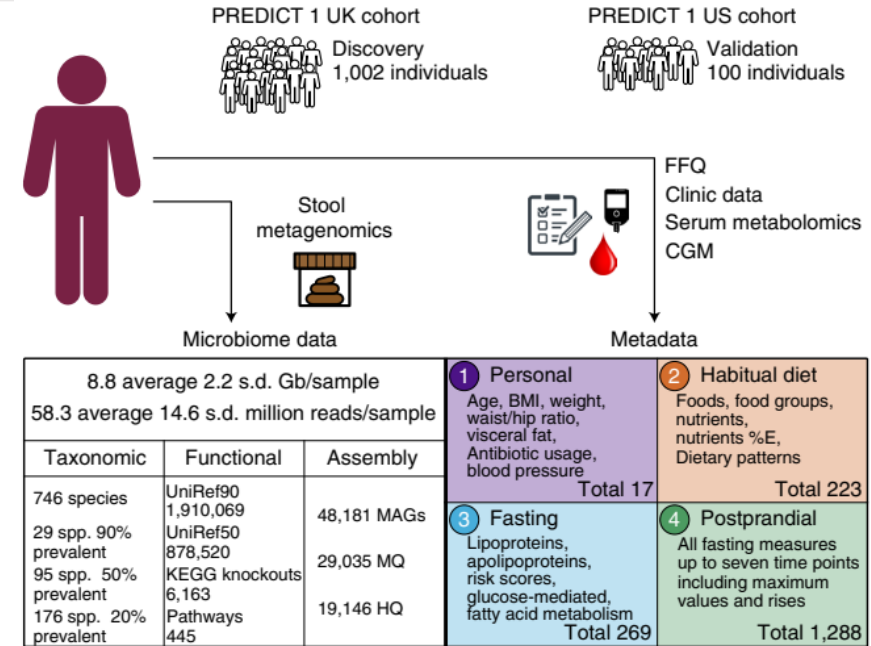 PREDICT 1 UK cohort
Discovery
1,002 individuals
PREDICT 1 US cohort
Validation
100 individuals
Stool
metagenomics
FFQ
Clinic data
Serum metabolomics
CGM
Microbiome data
8.8 average 2.2 s.d. Gb/sample
58.3 average 14.6 s.d. million reads/sample
Taxonomic
746 species
29 spp. 90%
prevalent
95 spp. 50%
prevalent
176 spp. 20%
prevalent
Functional
UniRef90
1,910,069
UniRef50
878,520
KEGG knockouts
6,163
Pathways
445
Assembly
48,181 MAGs
29,035 MQ
19,146 HQ
Metadata
1 Personal
Age, BMI, weight,
waist/hip ratio,
visceral fat,
Antibiotic usage,
blood pressure
Total 17
2 Habitual diet
Foods, food groups,
nutrients,
nutrients %E,
Dietary patterns
Total 223
3 Fasting
Lipoproteins,
apolipoproteins,
risk scores,
glucose-mediated,
fatty acid metabolism
Total 269
4 Postprandial
All fasting measures
up to seven time points
including maximum
values and rises
Total 1,288